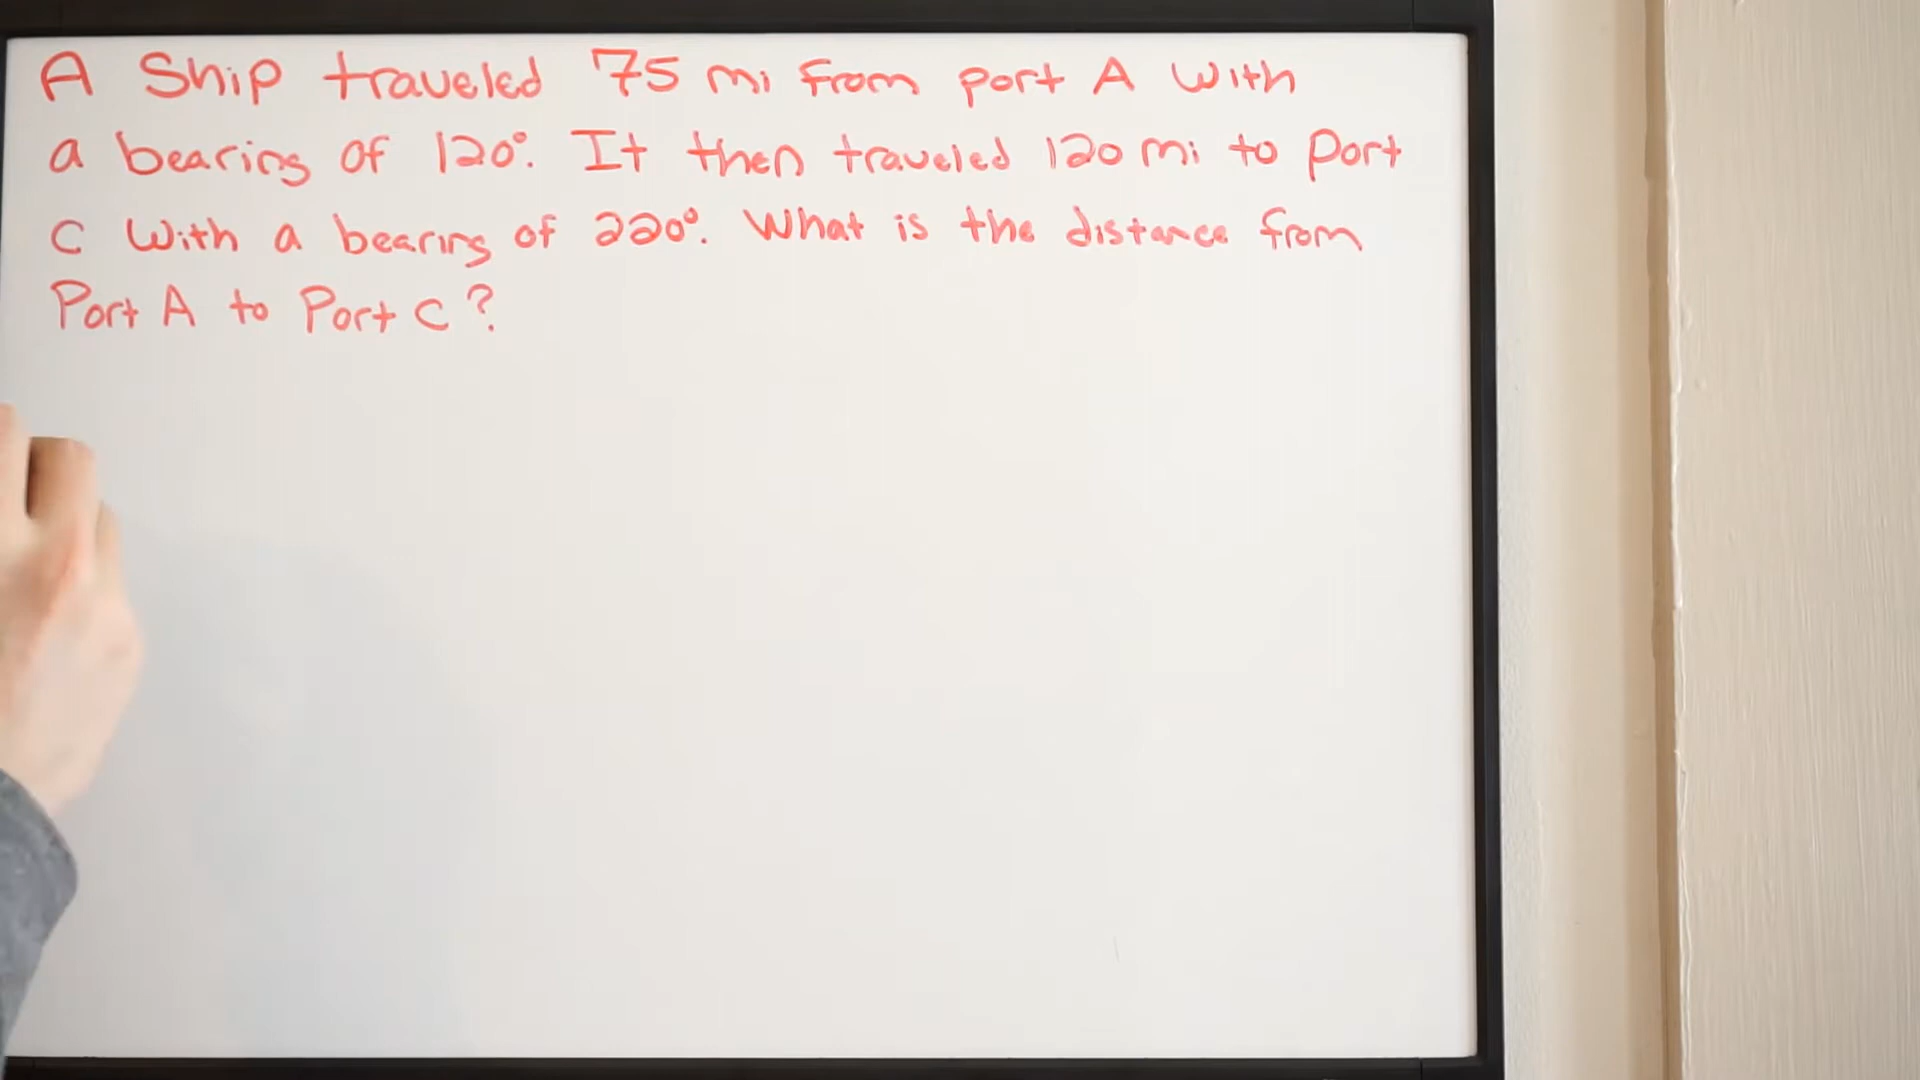 A Ship traveled 75 mi from port A with
a bearing of 120°. It then traveled 120 mi to Port
C With a bearing of 220°. What is the distance from
Port A to Port C?